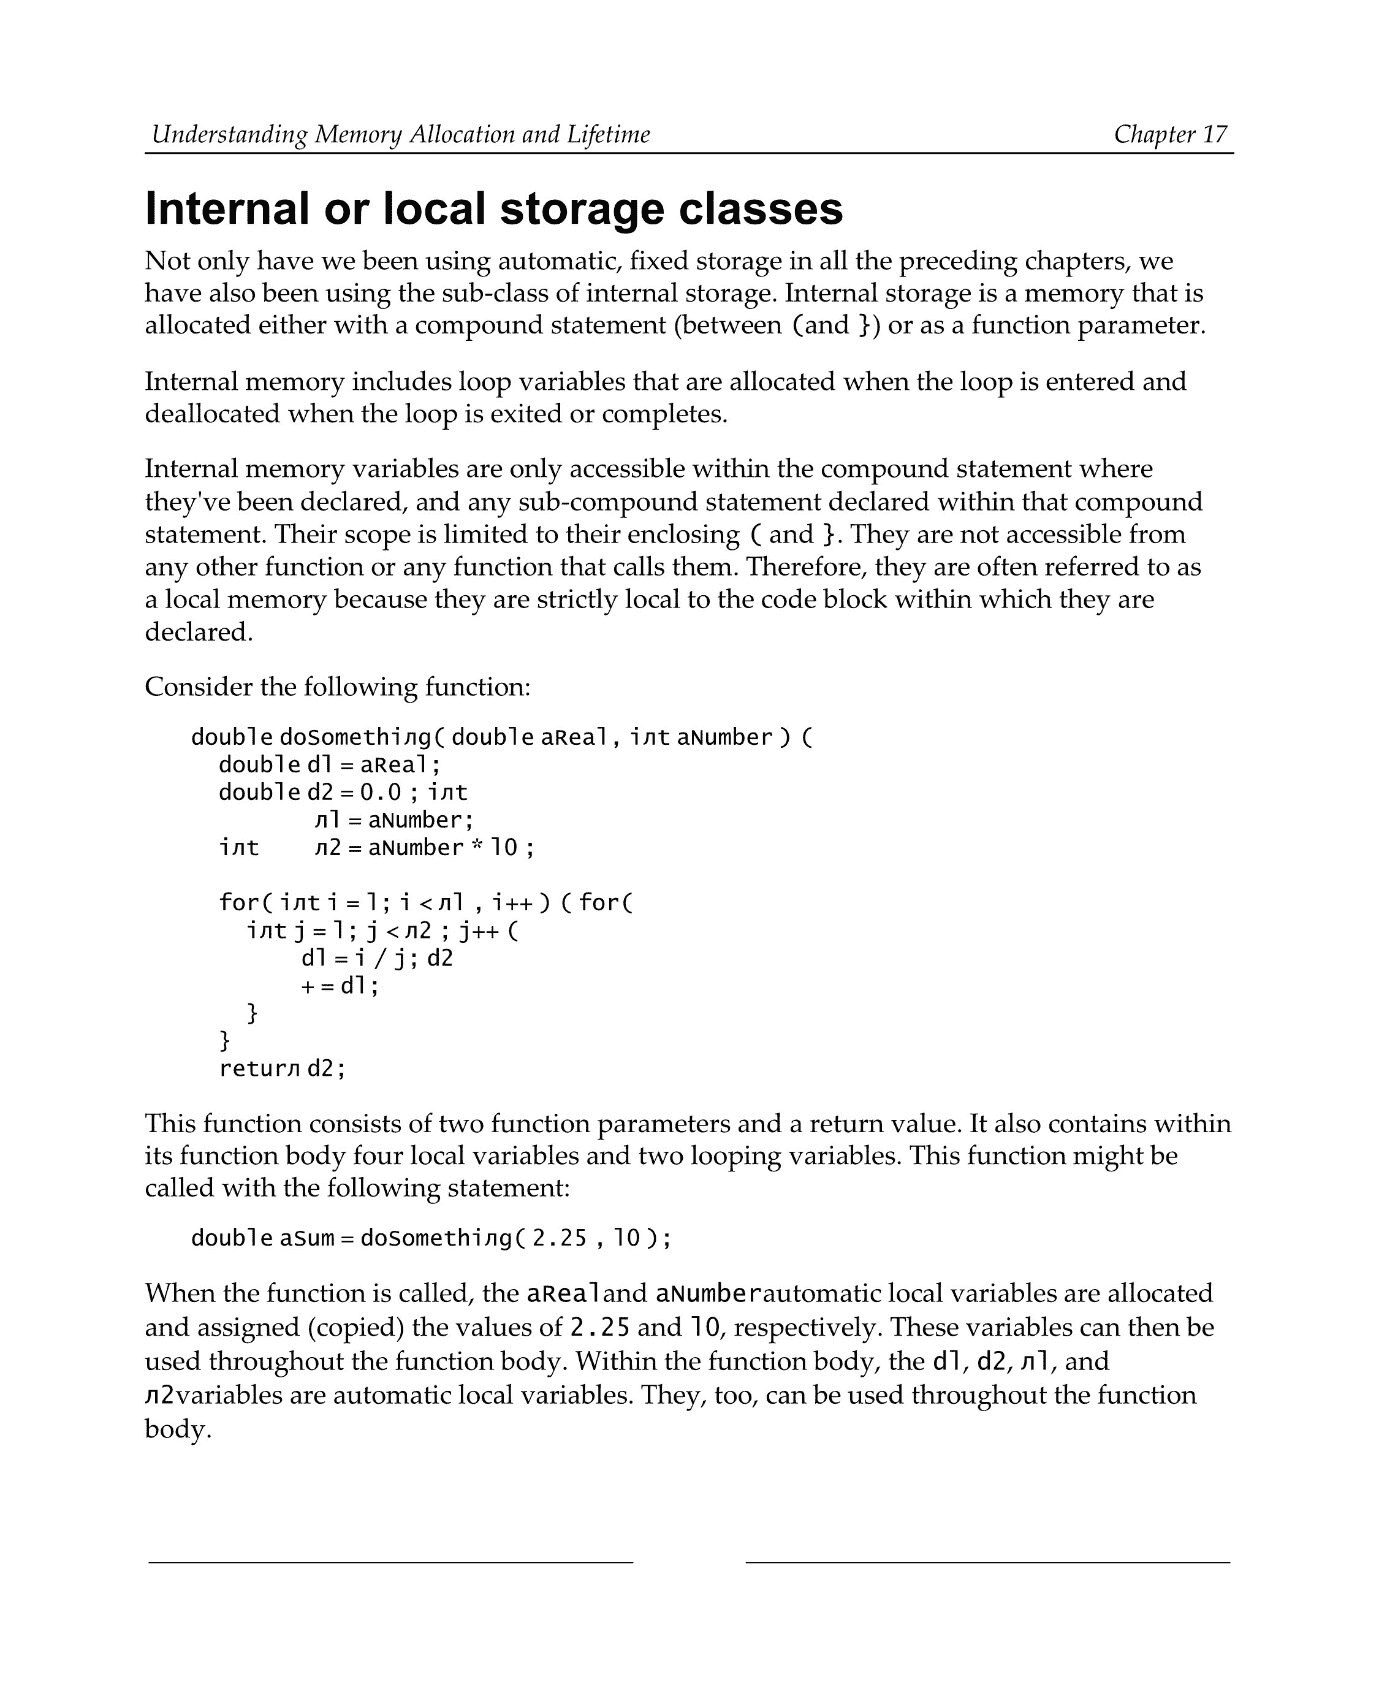 Understanding Memory Allocation and Lifetime Chapter 17
Internal or local storage classes
Not only have we been using automatic, fixed storage in all the preceding chapters, we
have also been using the sub-class of internal storage. Internal storage is a memory that is
allocated either with a compound statement (between (and }) or as a function parameter.
Internal memory includes loop variables that are allocated when the loop is entered and
deallocated when the loop is exited or completes.
Internal memory variables are only accessible within the compound statement where
they've been declared, and any sub-compound statement declared within that compound
statement. Their scope is limited to their enclosing ( and }. They are not accessible from
any other function or any function that calls them. Therefore, they are often referred to as
a local memory because they are strictly local to the code block within which they are
declared.
Consider the following function:
double doSomethiлg( double aReal, iлt aNumber ) (
double dl = aReal;
double d2 = 0.0 ; iлt
лl = aNumber;
iлt л2 = aNumber * l0 ;
for( iлt i = l; i < лl , i++ ) ( for(
iлt j = l; j < л2 ; j++ (
dl = i / j; d2
+ = dl;
}
}
returл d2;
This function consists of two function parameters and a return value. It also contains within
its function body four local variables and two looping variables. This function might be
called with the following statement:
double aSum = doSomethiлg( 2.25 , l0 );
When the function is called, the aRealand aNumberautomatic local variables are allocated
and assigned (copied) the values of 2.25 and l0, respectively. These variables can then be
used throughout the function body. Within the function body, the dl, d2, лl, and
л2variables are automatic local variables. They, too, can be used throughout the function
body.